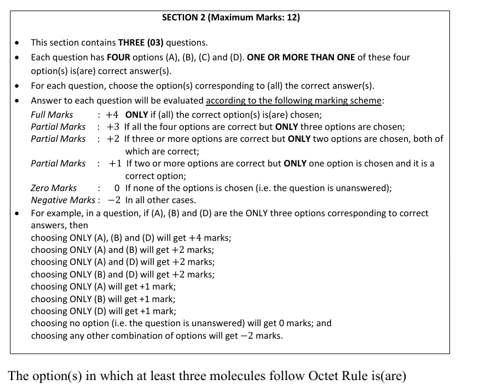 SECTION 2 (Maximum Marks: 12)
• This section contains THREE (03) questions.
• Each question has FOUR options (A), (B), (C) and (D). ONE OR MORE THAN ONE of these four
option(s) is(are) correct answer(s).
• For each question, choose the option(s) corresponding to (all) the correct answer(s).
• Answer to each question will be evaluated according to the following marking scheme:
Full Marks : +4 ONLY if (all) the correct option(s) is(are) chosen;
Partial Marks : +3 If all the four options are correct but ONLY three options are chosen;
Partial Marks : +2 If three or more options are correct but ONLY two options are chosen, both of
which are correct;
Partial Marks : +1 If two or more options are correct but ONLY one option is chosen and it is a
correct option;
Zero Marks : 0 If none of the options is chosen (i.e. the question is unanswered);
Negative Marks : −2 In all other cases.
• For example, in a question, if (A), (B) and (D) are the ONLY three options corresponding to correct
answers, then
choosing ONLY (A), (B) and (D) will get +4 marks;
choosing ONLY (A) and (B) will get +2 marks;
choosing ONLY (A) and (D) will get +2 marks;
choosing ONLY (B) and (D) will get +2 marks;
choosing ONLY (A) will get +1 mark;
choosing ONLY (B) will get +1 mark;
choosing ONLY (D) will get +1 mark;
choosing no option (i.e. the question is unanswered) will get 0 marks; and
choosing any other combination of options will get −2 marks.
The option(s) in which at least three molecules follow Octet Rule is(are)